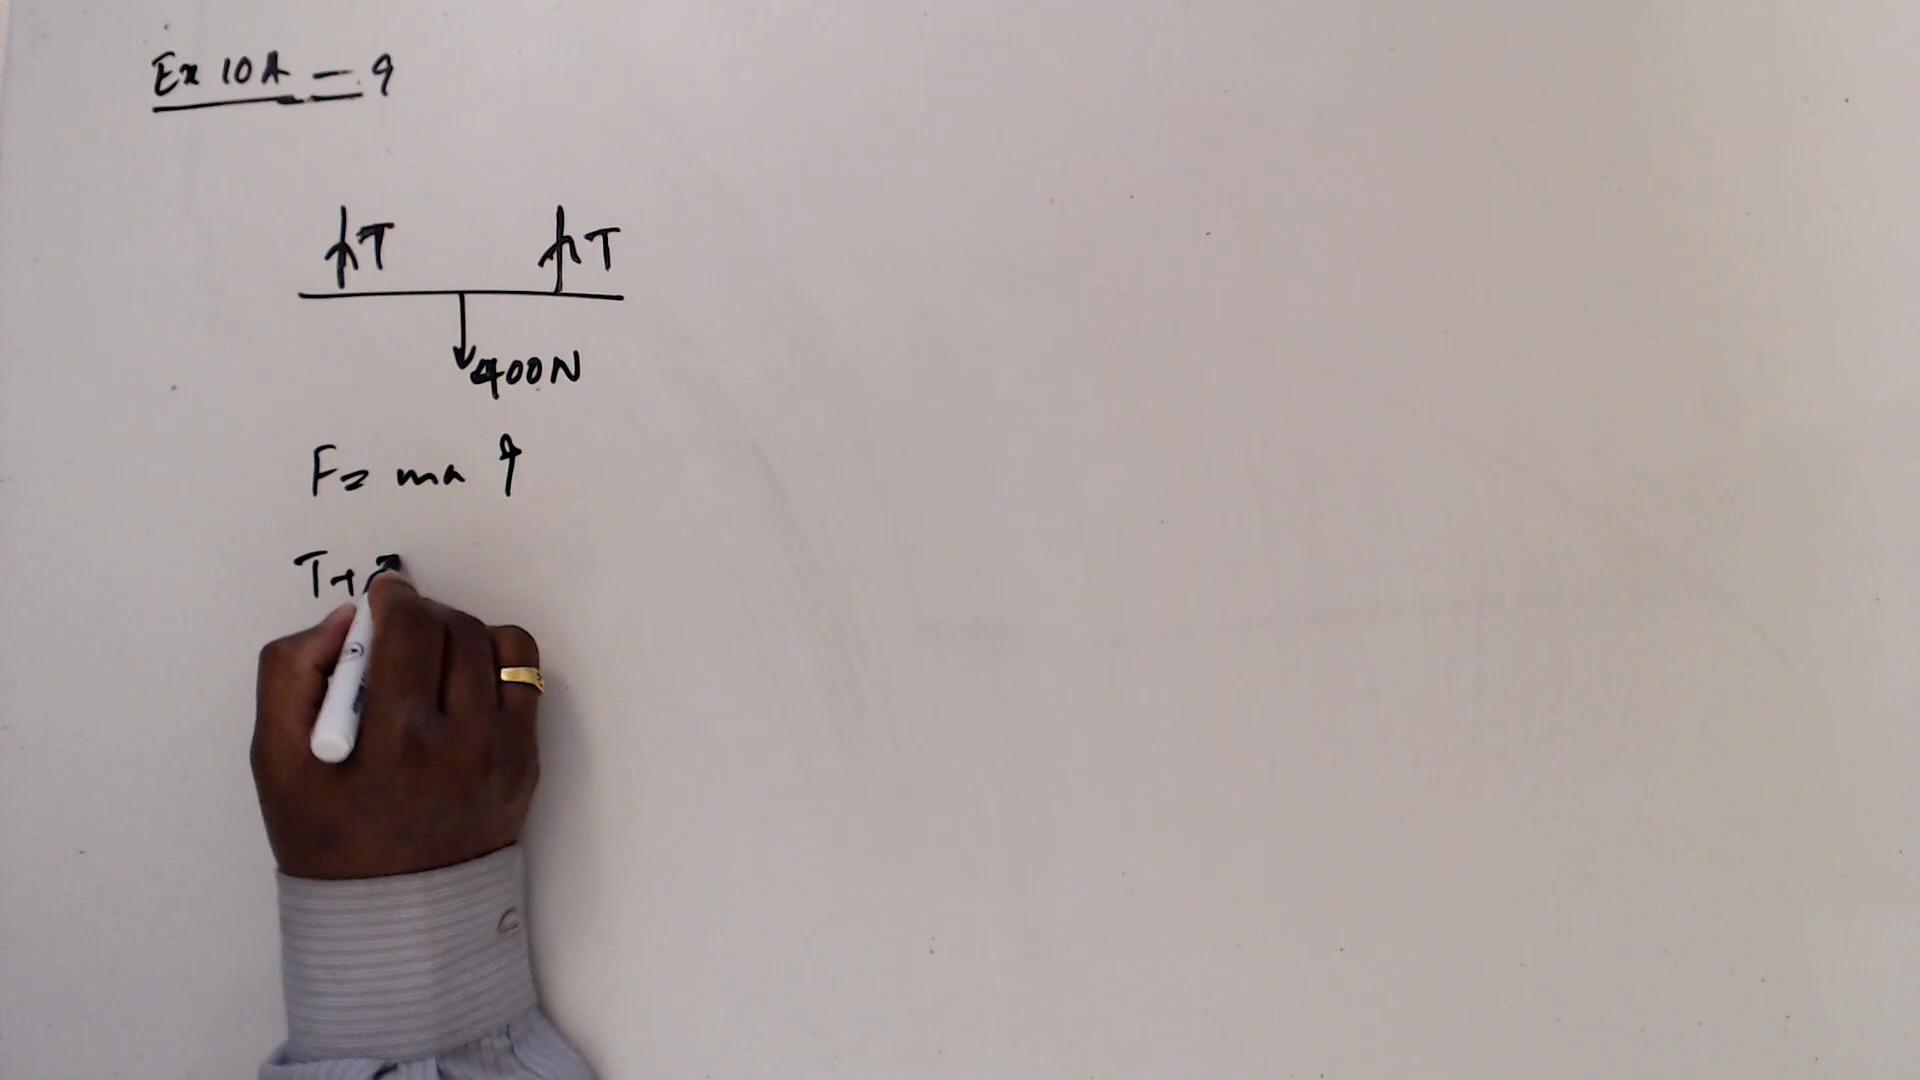 Ex 10A = 9
T T
400N
F = ma ↑
T + T